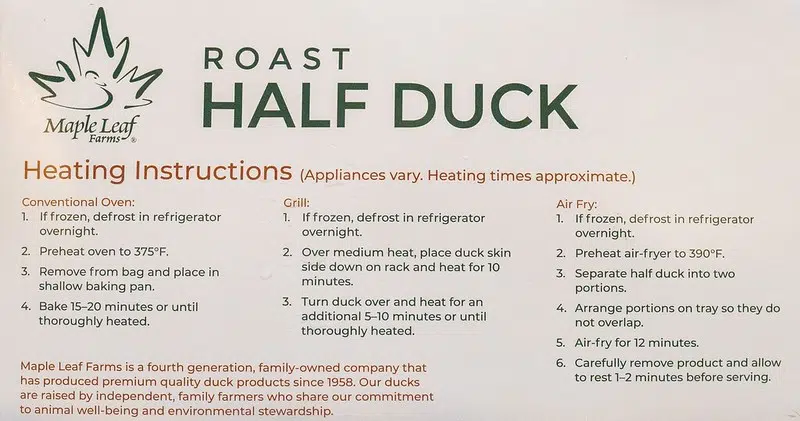 Maple Leaf
Farms®
ROAST
HALF DUCK
Heating Instructions (Appliances vary. Heating times approximate.)
Conventional Oven:
1. If frozen, defrost in refrigerator
overnight.
2. Preheat oven to 375°F.
3. Remove from bag and place in
shallow baking pan.
4. Bake 15–20 minutes or until
thoroughly heated.
Grill:
1. If frozen, defrost in refrigerator
overnight.
2. Over medium heat, place duck skin
side down on rack and heat for 10
minutes.
3. Turn duck over and heat for an
additional 5–10 minutes or until
thoroughly heated.
Air Fry:
1. If frozen, defrost in refrigerator
overnight.
2. Preheat air-fryer to 390°F.
3. Separate half duck into two
portions.
4. Arrange portions on tray so they do
not overlap.
5. Air-fry for 12 minutes.
6. Carefully remove product and allow
to rest 1–2 minutes before serving.
Maple Leaf Farms is a fourth generation, family-owned company that
has produced premium quality duck products since 1958. Our ducks
are raised by independent, family farmers who share our commitment
to animal well-being and environmental stewardship.